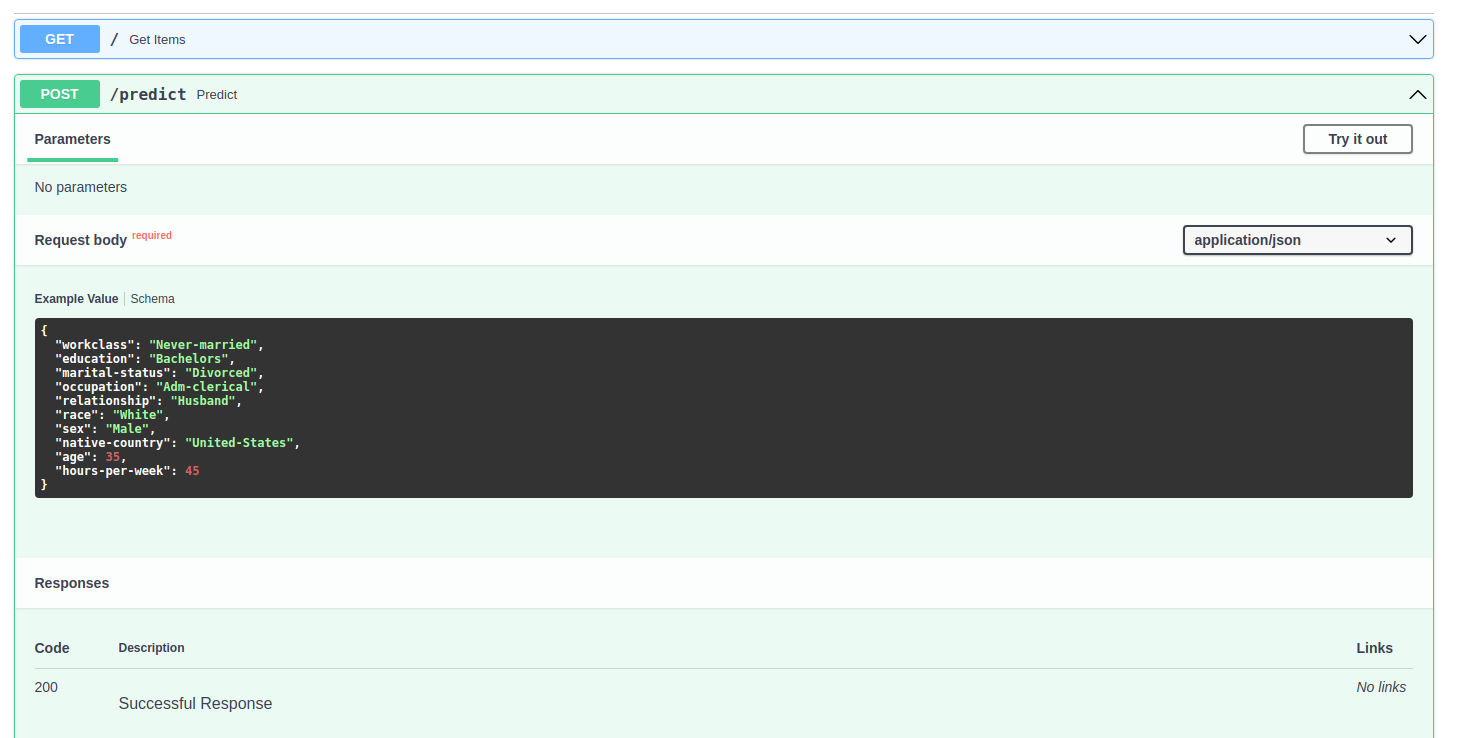 GET / Get Items
POST /predict Predict
Parameters
Try it out
No parameters
Request body required
application/json
Example Value Schema
{
  "workclass": "Never-married",
  "education": "Bachelors",
  "marital-status": "Divorced",
  "occupation": "Adm-clerical",
  "relationship": "Husband",
  "race": "White",
  "sex": "Male",
  "native-country": "United-States",
  "age": 35,
  "hours-per-week": 45
}
Responses
Code Description Links
200 Successful Response No links